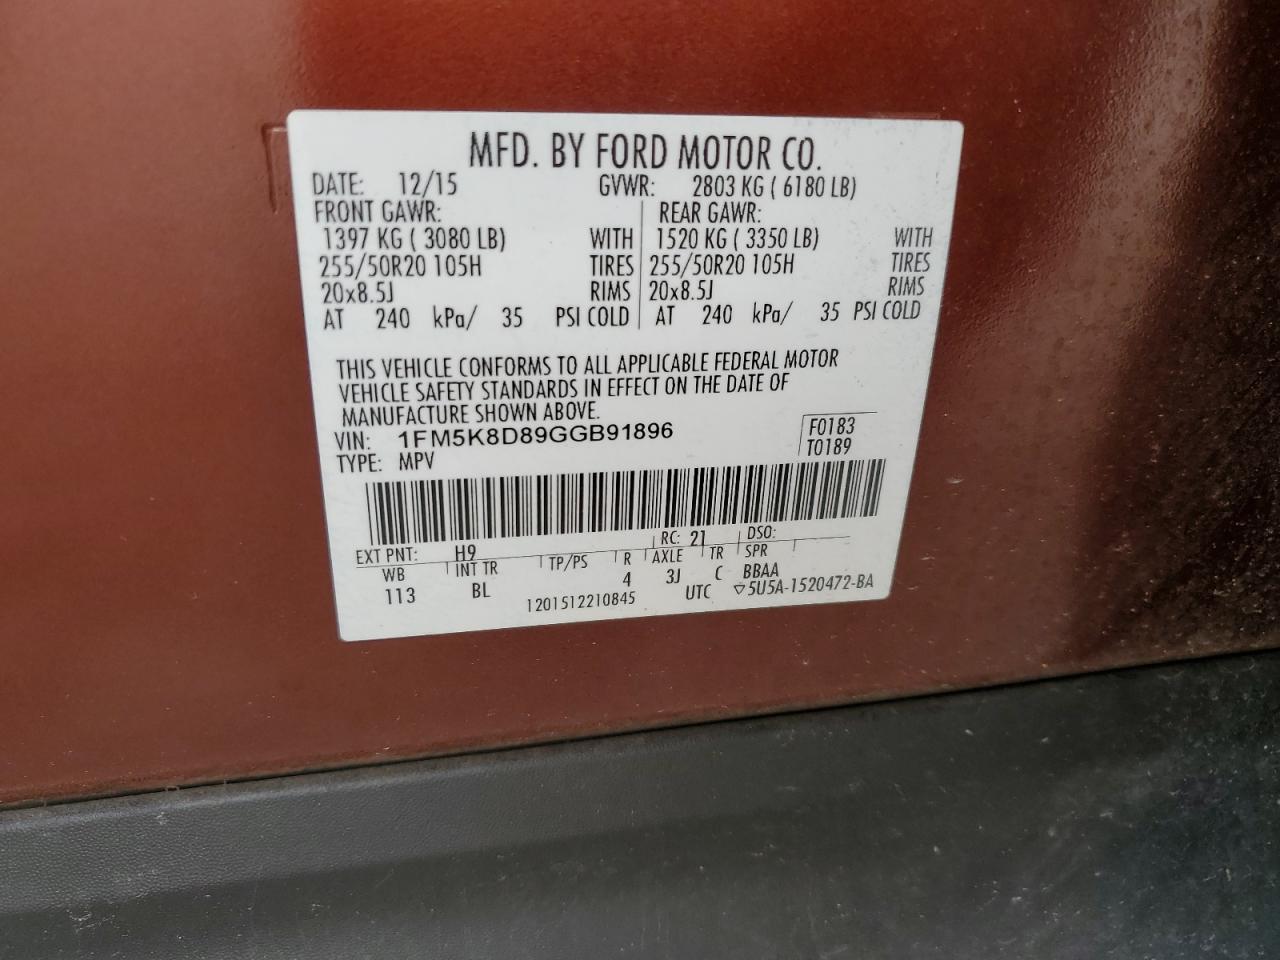 MFD. BY FORD MOTOR CO.
DATE: 12/15 GVWR: 2803 KG ( 6180 LB)
FRONT GAWR: REAR GAWR:
1397 KG ( 3080 LB) WITH 1520 KG ( 3350 LB) WITH
255/50R20 105H TIRES 255/50R20 105H TIRES
20x8.5J RIMS 20x8.5J RIMS
AT 240 kPa/ 35 PSI COLD AT 240 kPa/ 35 PSI COLD
THIS VEHICLE CONFORMS TO ALL APPLICABLE FEDERAL MOTOR
VEHICLE SAFETY STANDARDS IN EFFECT ON THE DATE OF
MANUFACTURE SHOWN ABOVE.
VIN: 1FM5K8D89GGB91896 F0183
TYPE: MPV T0189
EXT PNT: H9 RC: 21 DSO:
WB INT TR TP/PS R AXLE TR SPR
113 BL 4 3J C BBAA
1201512210845 UTC ▽5U5A-1520472-BA